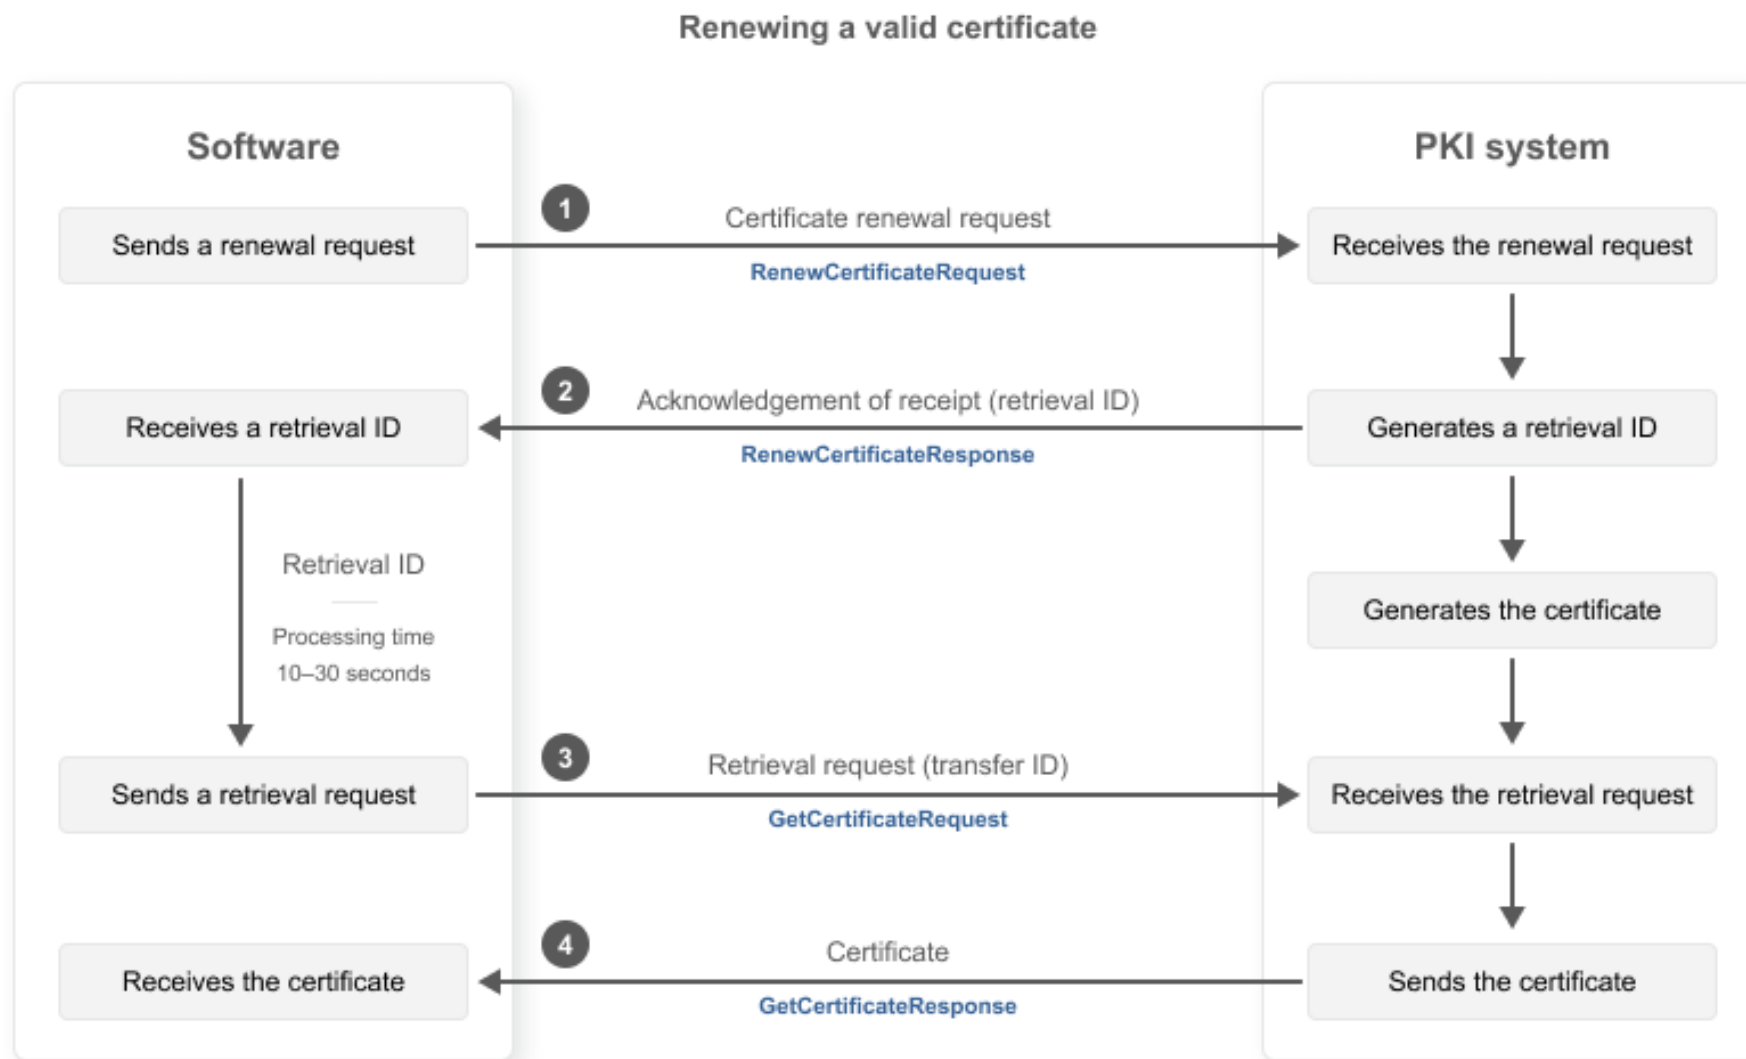 Renewing a valid certificate
Software
PKI system
1
Certificate renewal request
Sends a renewal request
Receives the renewal request
RenewCertificateRequest
2
Acknowledgement of receipt (retrieval ID)
Receives a retrieval ID
Generates a retrieval ID
RenewCertificateResponse
Retrieval ID
Processing time
10–30 seconds
Generates the certificate
3
Retrieval request (transfer ID)
Sends a retrieval request
Receives the retrieval request
GetCertificateRequest
4
Certificate
Receives the certificate
Sends the certificate
GetCertificateResponse